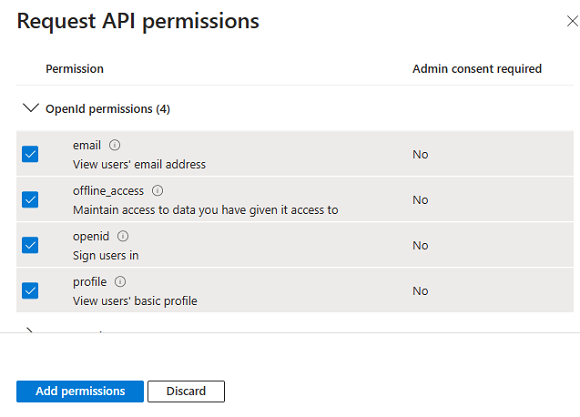 Request API permissions
Permission Admin consent required
OpenId permissions (4)
email
View users' email address No
offline_access
Maintain access to data you have given it access to No
openid
Sign users in No
profile
View users' basic profile No
Add permissions Discard